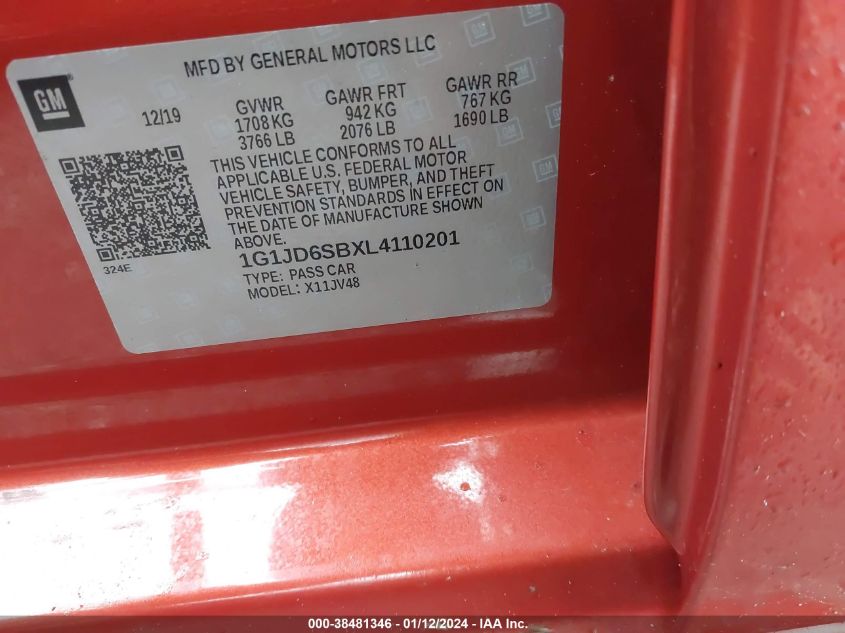 MFD BY GENERAL MOTORS LLC
GM
12/19
GVWR
1708 KG
3766 LB
GAWR FRT
942 KG
2076 LB
GAWR RR
767 KG
1690 LB
THIS VEHICLE CONFORMS TO ALL
APPLICABLE U.S. FEDERAL MOTOR
VEHICLE SAFETY, BUMPER, AND THEFT
PREVENTION STANDARDS IN EFFECT ON
THE DATE OF MANUFACTURE SHOWN
ABOVE.
324E
1G1JD6SBXL4110201
TYPE: PASS CAR
MODEL: X11JV48
000-38481346 - 01/12/2024 - IAA Inc.